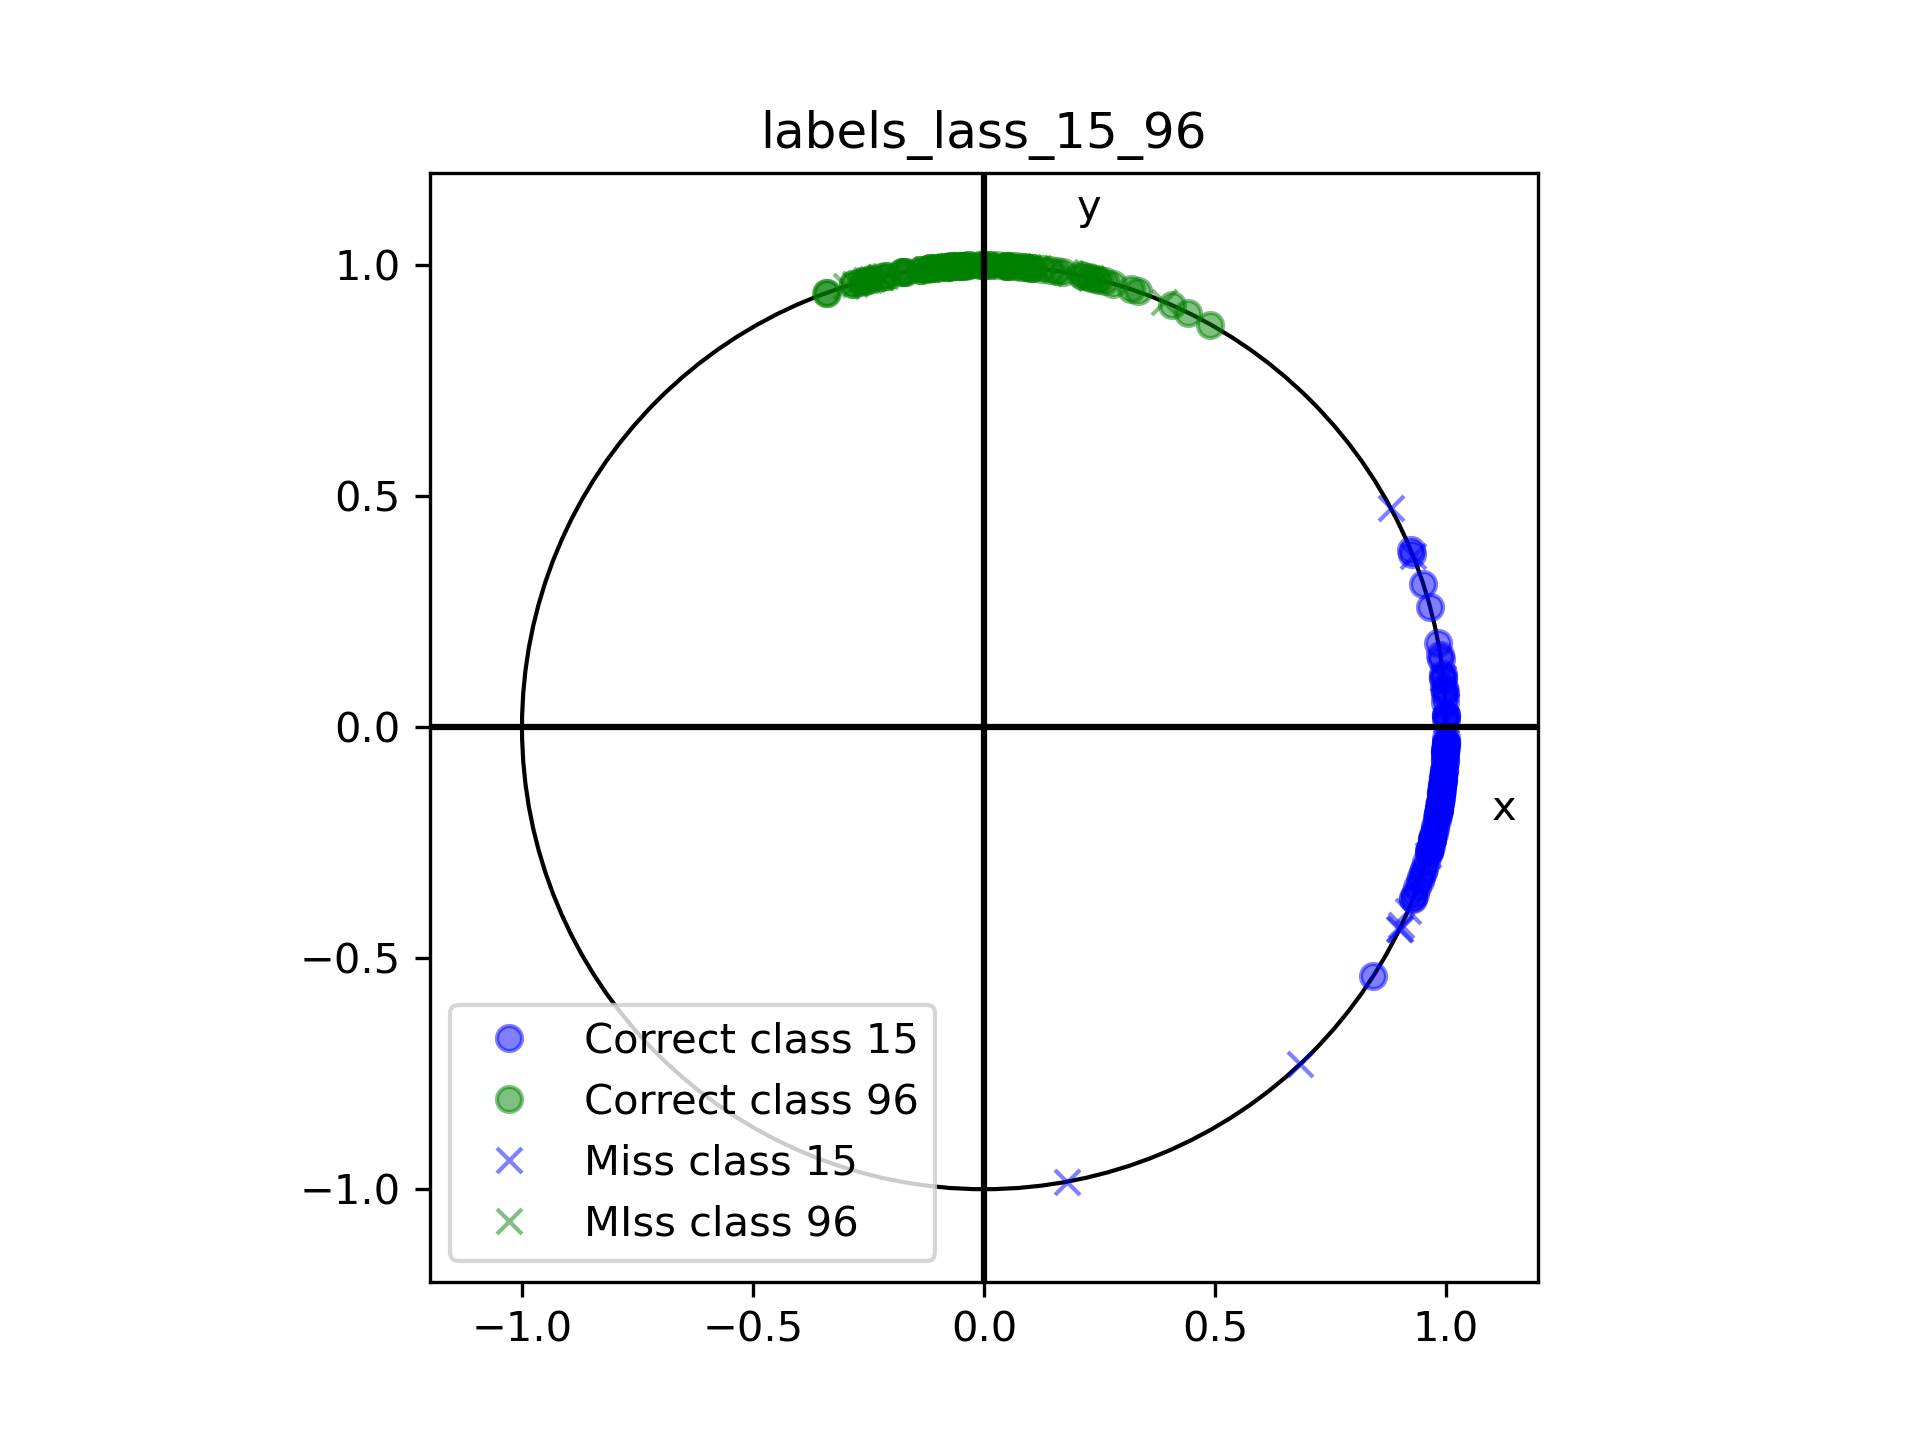 labels_lass_15_96
y
1.0
0.5
0.0
x
−0.5
−1.0
Correct class 15
Correct class 96
Miss class 15
MIss class 96
−1.0 −0.5 0.0 0.5 1.0